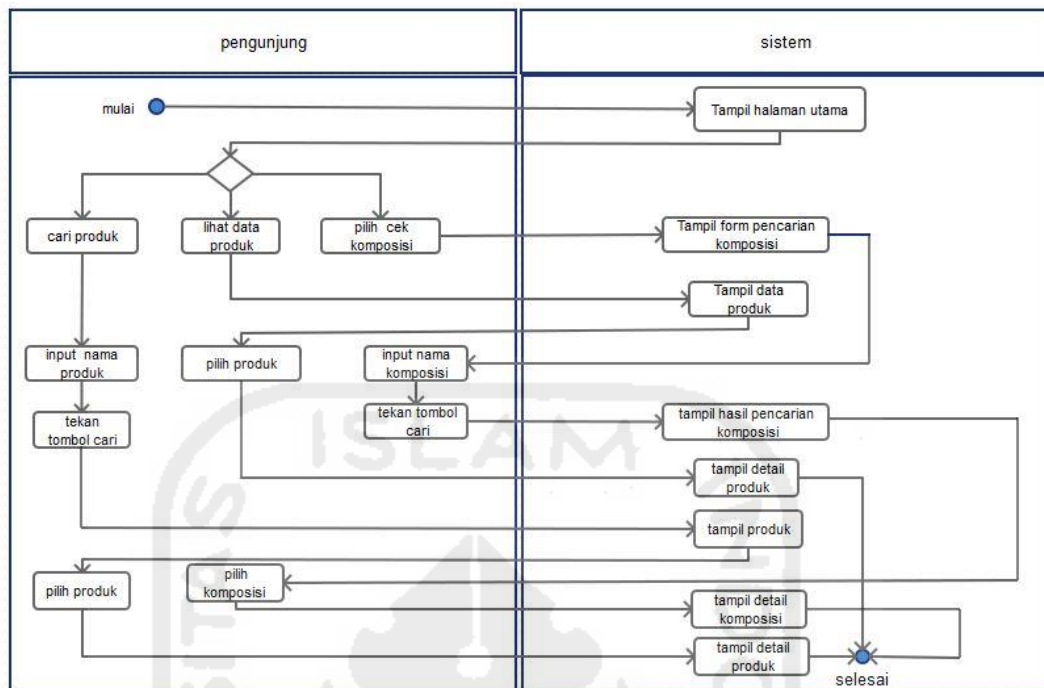 pengunjung
sistem
mulai
Tampil halaman utama
cari produk
lihat data
produk
pilih cek
komposisi
Tampil form pencarian
komposisi
Tampil data
produk
input nama
produk
pilih produk
input nama
komposisi
tekan
tombol cari
tekan tombol
cari
tampil hasil pencarian
komposisi
ISLAM
SITAS
tampil detail
produk
tampil produk
pilih produk
pilih
komposisi
tampil detail
komposisi
tampil detail
produk
selesai